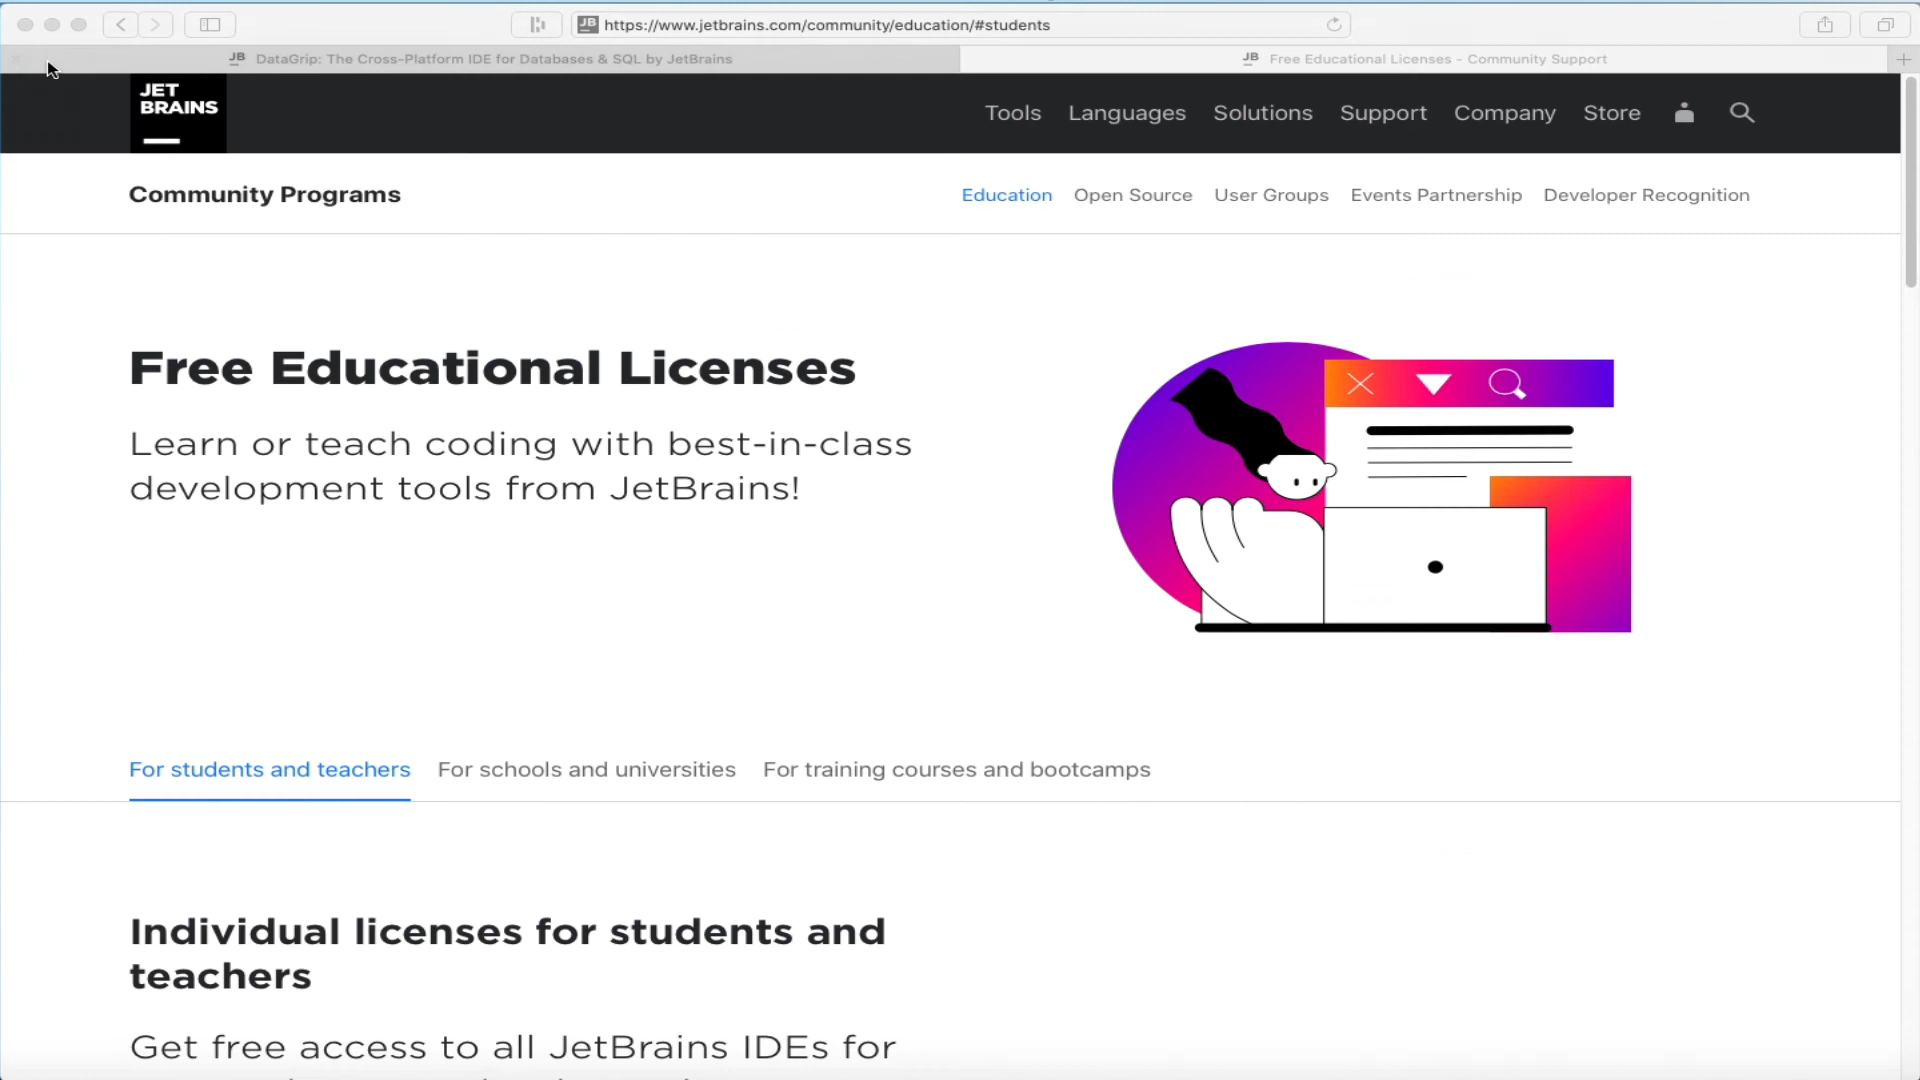 JB https://www.jetbrains.com/community/education/#students
JB DataGrip: The Cross-Platform IDE for Databases & SQL by JetBrains
JB Free Educational Licenses - Community Support
JET
BRAINS
Tools Languages Solutions Support Company Store
Community Programs
Education Open Source User Groups Events Partnership Developer Recognition
Free Educational Licenses
Learn or teach coding with best-in-class
development tools from JetBrains!
For students and teachers For schools and universities For training courses and bootcamps
Individual licenses for students and
teachers
Get free access to all JetBrains IDEs for